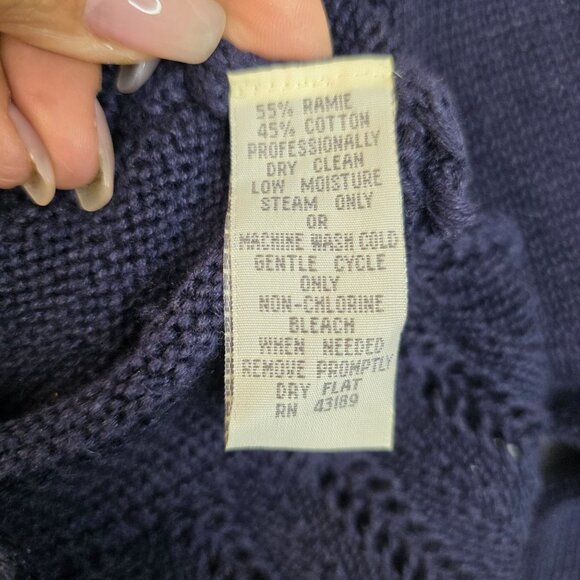 55% RAMIE
45% COTTON
PROFESSIONALLY
DRY CLEAN
LOW MOISTURE
STEAM ONLY
OR
MACHINE WASH COLD
GENTLE CYCLE
ONLY
NON-CHLORINE
BLEACH
WHEN NEEDED
REMOVE PROMPTLY
DRY FLAT
RN 43189